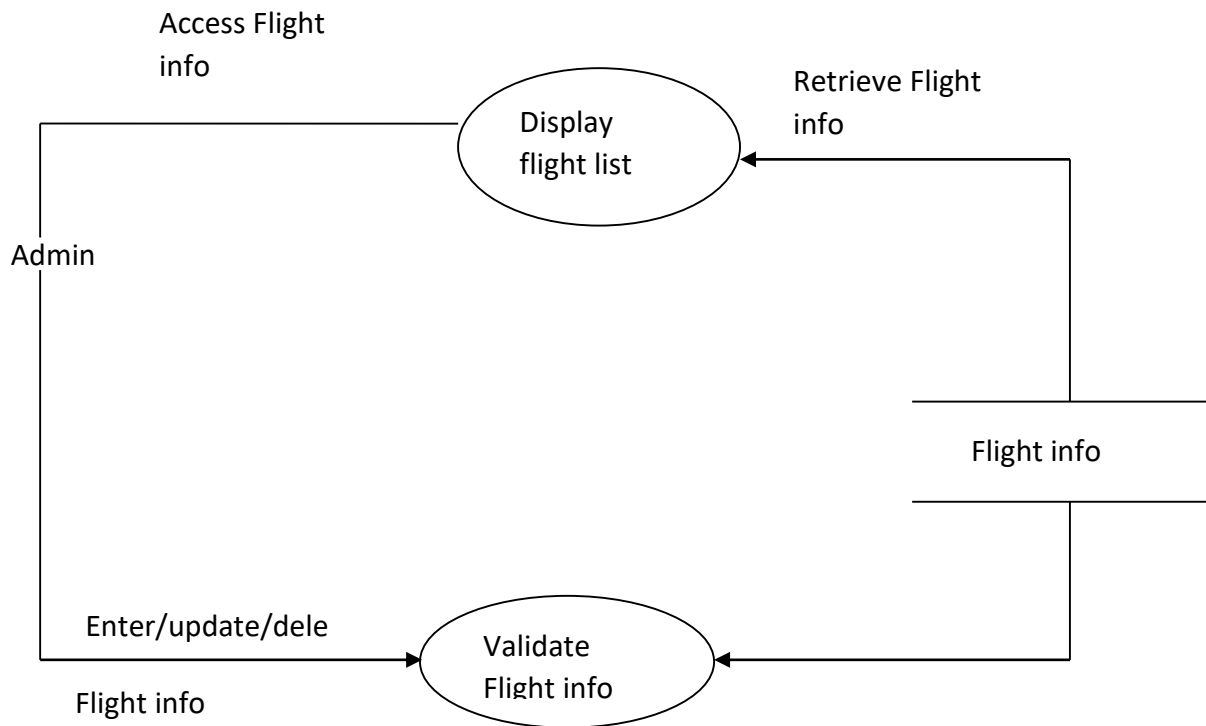 Access Flight
info
Retrieve Flight
info
Display
flight list
Admin
Flight info
Enter/update/dele
Flight info
Validate
Flight info